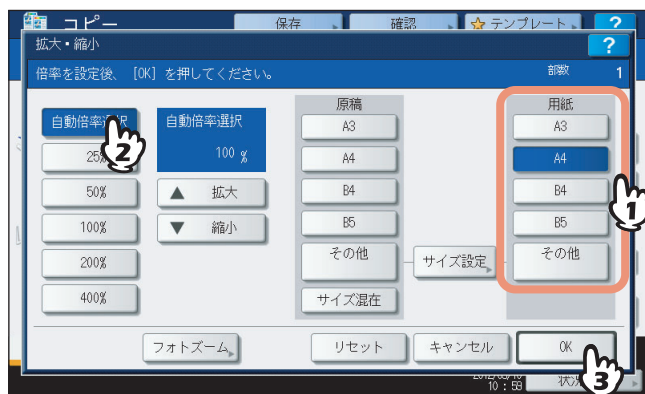 コピー 保存 確認 テンプレート ?
拡大・縮小 ?
倍率を設定後、 [OK] を押してください。 部数 1
原稿 用紙
自動倍率選択 自動倍率選択 A3 A3
25% 100 % A4 A4
50% ▲ 拡大 B4 B4
100% ▼ 縮小 B5 B5
200% その他 サイズ設定 その他
400% サイズ混在
フォトズーム リセット キャンセル OK
10:59 状況
1
2
3